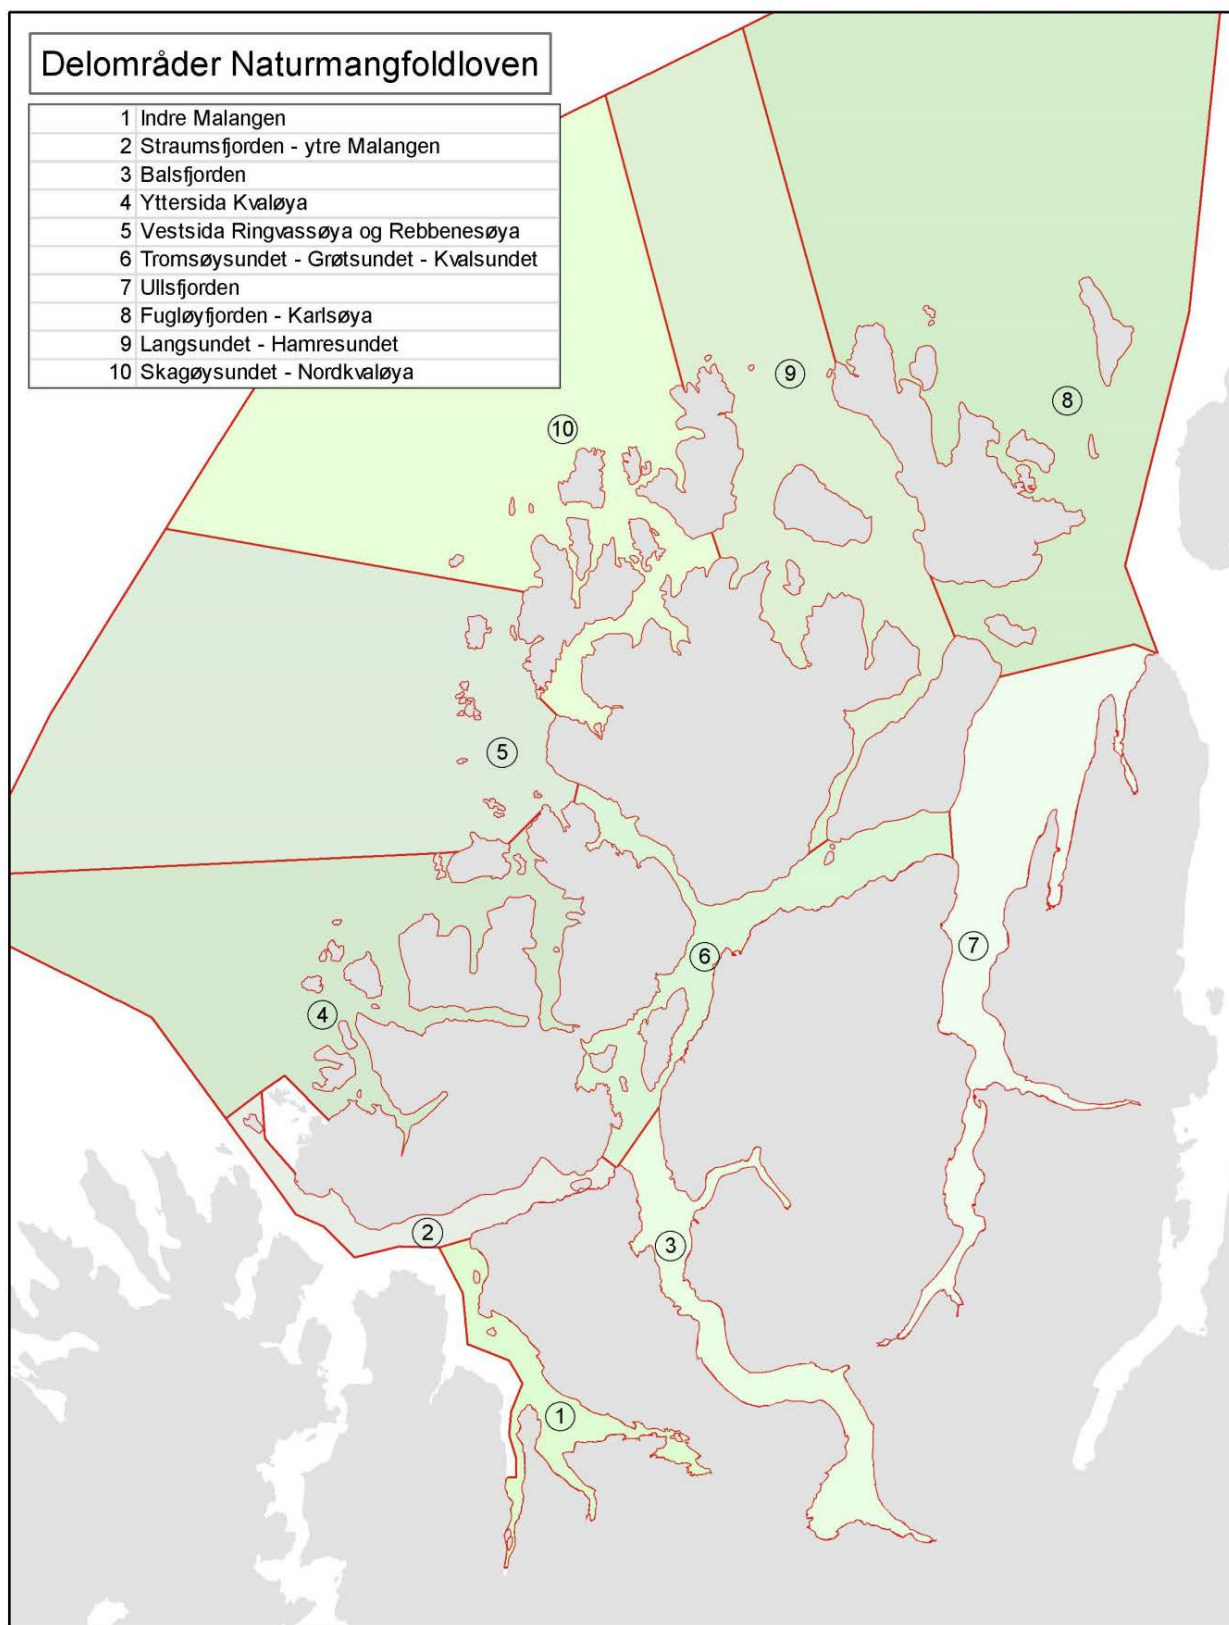 Delområder Naturmangfoldloven
1 Indre Malangen
2 Straumsfjorden - ytre Malangen
3 Balsfjorden
4 Yttersida Kvaløya
5 Vestsida Ringvassøya og Rebbenesøya
6 Tromsøysundet - Grøtsundet - Kvalsundet
7 Ullsfjorden
8 Fugløyfjorden - Karlsøya
9 Langsundet - Hamresundet
10 Skagøysundet - Nordkvaløya
9
8
10
5
7
6
4
2
3
1